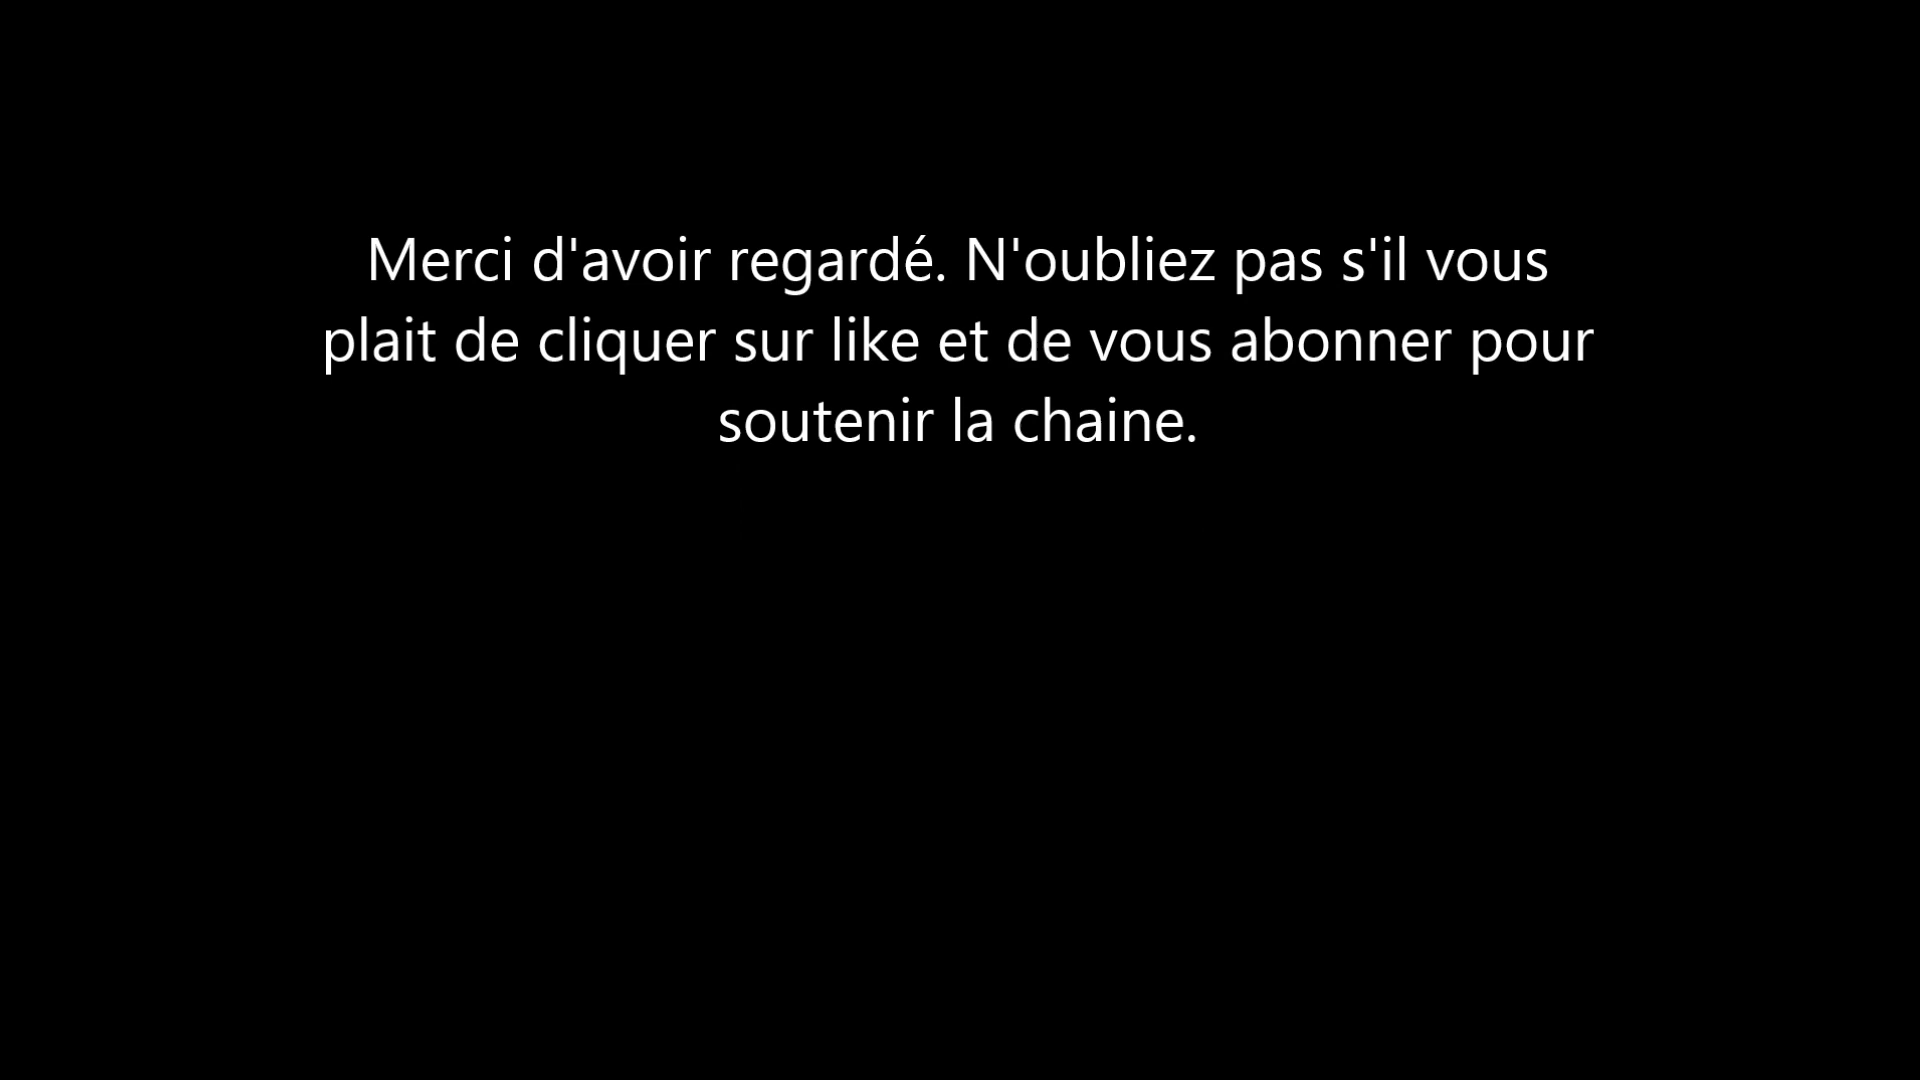 Merci d'avoir regardé. N'oubliez pas s'il vous
plait de cliquer sur like et de vous abonner pour
soutenir la chaine.